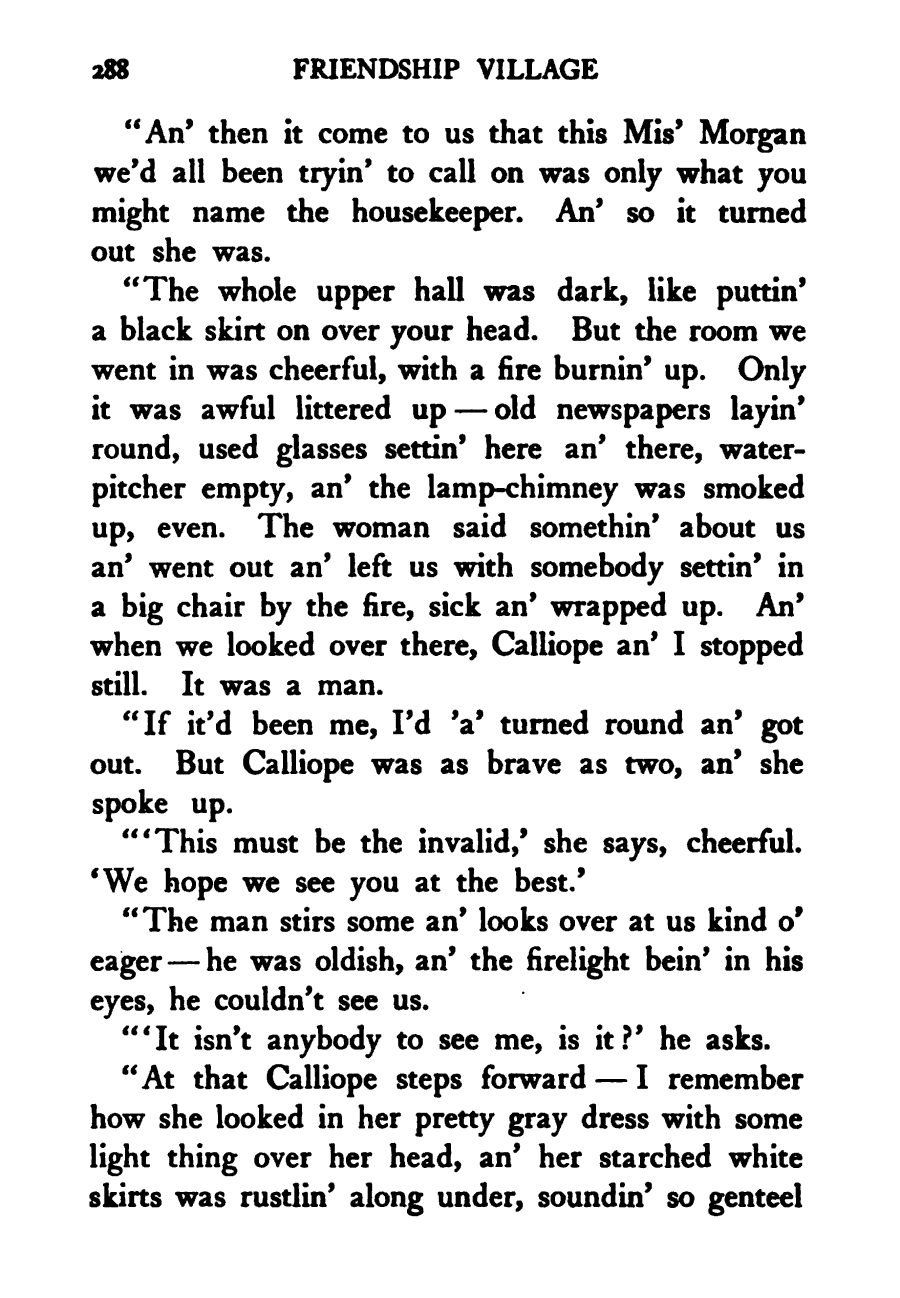 288 FRIENDSHIP VILLAGE
“An’ then it come to us that this Mis’ Morgan
we’d all been tryin’ to call on was only what you
might name the housekeeper. An’ so it turned
out she was.
“The whole upper hall was dark, like puttin’
a black skirt on over your head. But the room we
went in was cheerful, with a fire burnin’ up. Only
it was awful littered up — old newspapers layin’
round, used glasses settin’ here an’ there, water-
pitcher empty, an’ the lamp-chimney was smoked
up, even. The woman said somethin’ about us
an’ went out an’ left us with somebody settin’ in
a big chair by the fire, sick an’ wrapped up. An’
when we looked over there, Calliope an’ I stopped
still. It was a man.
“If it’d been me, I’d ’a’ turned round an’ got
out. But Calliope was as brave as two, an’ she
spoke up.
“‘This must be the invalid,’ she says, cheerful.
‘We hope we see you at the best.’
“The man stirs some an’ looks over at us kind o’
eager — he was oldish, an’ the firelight bein’ in his
eyes, he couldn’t see us.
“‘It isn’t anybody to see me, is it?’ he asks.
“At that Calliope steps forward — I remember
how she looked in her pretty gray dress with some
light thing over her head, an’ her starched white
skirts was rustlin’ along under, soundin’ so genteel